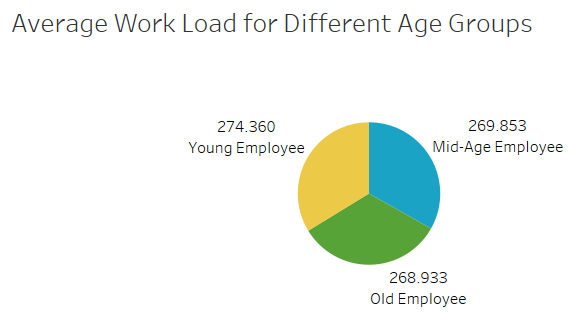 Average Work Load for Different Age Groups
274.360
Young Employee
269.853
Mid-Age Employee
268.933
Old Employee